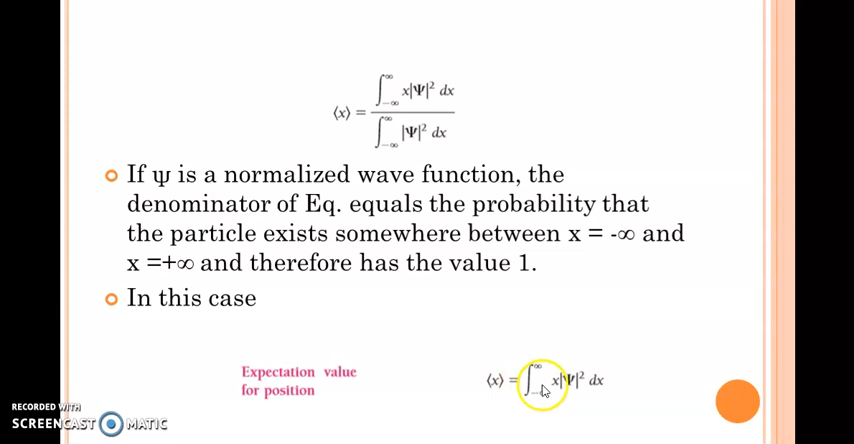 ⟨x⟩ = ∫_{-∞}^{∞} x|Ψ|² dx / ∫_{-∞}^{∞} |Ψ|² dx
If ψ is a normalized wave function, the
denominator of Eq. equals the probability that
the particle exists somewhere between x = -∞ and
x =+∞ and therefore has the value 1.
In this case
Expectation value
for position
⟨x⟩ = ∫_{-∞}^{∞} x|Ψ|² dx
RECORDED WITH
SCREENCAST MATIC